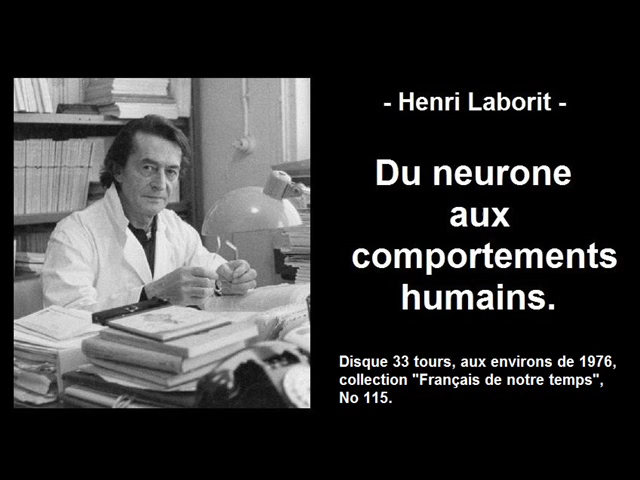 - Henri Laborit -
Du neurone
aux
comportements
humains.
Disque 33 tours, aux environs de 1976,
collection "Français de notre temps",
No 115.